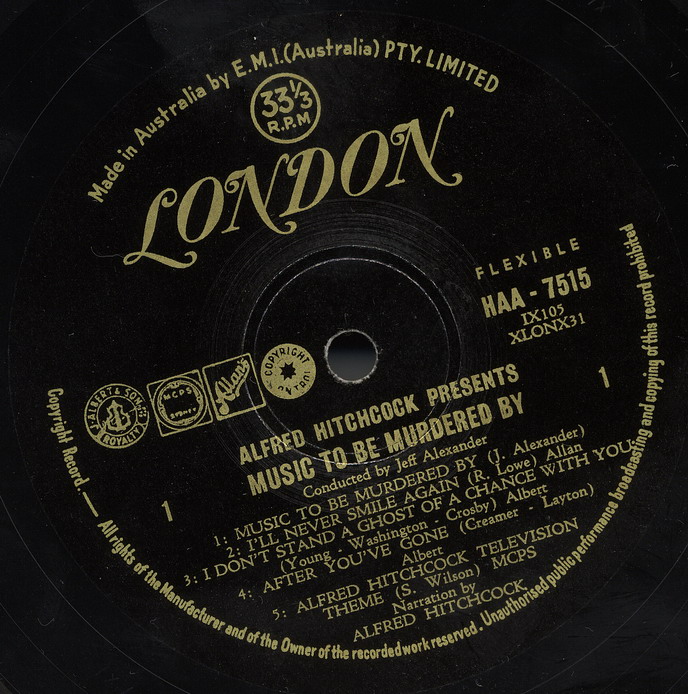 Made in Australia by E.M.I.(Australia) PTY. LIMITED
33⅓
R.P.M
LONDON
FLEXIBLE
HAA - 7515
IX105
XLONX31
J. ALBERT & SON
ROYALTY
MCPS
SYDNEY
Allans
COPYRIGHT
1
1
ALFRED HITCHCOCK PRESENTS
MUSIC TO BE MURDERED BY
Conducted by Jeff Alexander
1: MUSIC TO BE MURDERED BY (J. Alexander)
2: I'LL NEVER SMILE AGAIN (R. Lowe) Allan
3: I DON'T STAND A GHOST OF A CHANCE WITH YOU
(Young - Washington - Crosby) Albert
4: AFTER YOU'VE GONE (Creamer - Layton)
Albert
5: ALFRED HITCHCOCK TELEVISION
THEME (S. Wilson) MCPS
Narration by
ALFRED HITCHCOCK
Copyright Record.— All rights of the Manufacturer and of the Owner of the recorded work reserved. Unauthorised public performance broadcasting and copying of this record prohibited